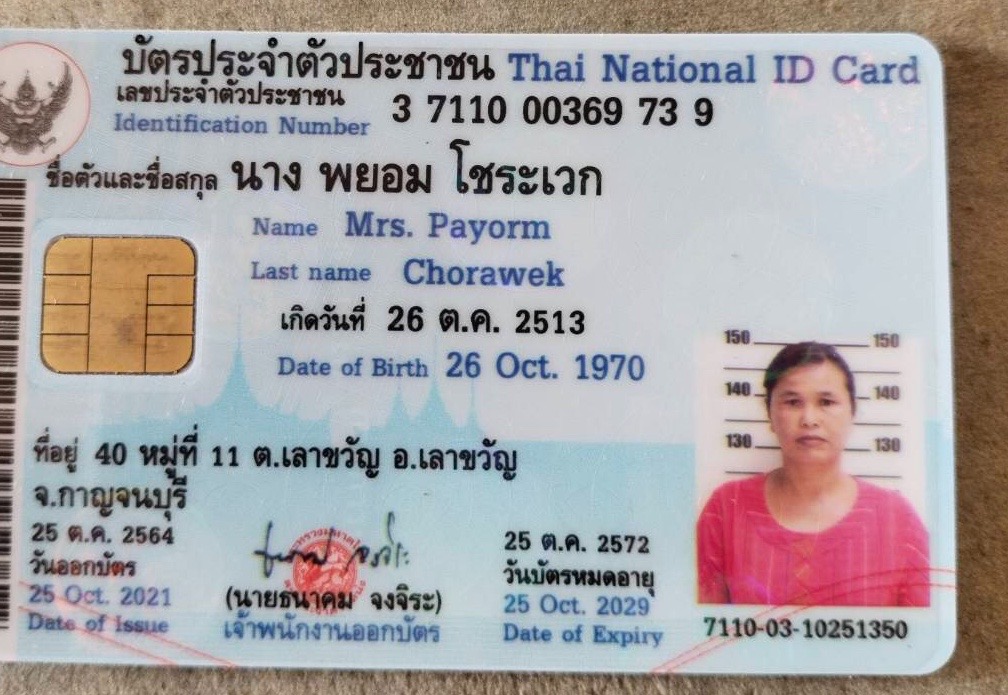 บัตรประจำตัวประชาชน Thai National ID Card
เลขประจำตัวประชาชน 3 7110 00369 73 9
Identification Number
ชื่อตัวและชื่อสกุล นาง พยอม โชระเวก
Name Mrs. Payorm
Last name Chorawek
เกิดวันที่ 26 ต.ค. 2513
Date of Birth 26 Oct. 1970
150 150
140 140
130 130
ที่อยู่ 40 หมู่ที่ 11 ต.เลาขวัญ อ.เลาขวัญ
จ.กาญจนบุรี
25 ต.ค. 2564
วันออกบัตร
25 Oct. 2021
Date of Issue
(นายธนาคม จงจิระ)
เจ้าพนักงานออกบัตร
25 ต.ค. 2572
วันบัตรหมดอายุ
25 Oct. 2029
Date of Expiry
7110-03-10251350